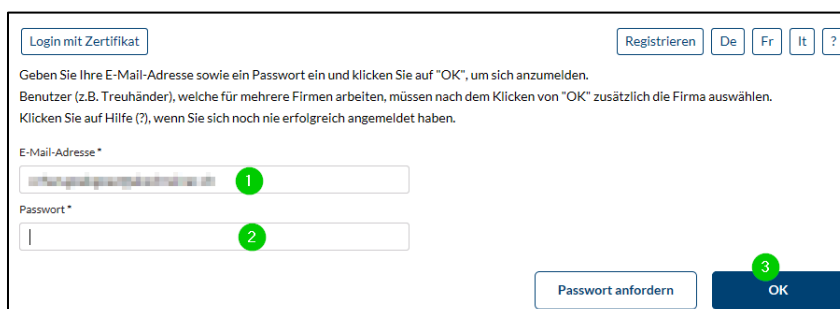 Login mit Zertifikat Registrieren De Fr It ?
Geben Sie Ihre E-Mail-Adresse sowie ein Passwort ein und klicken Sie auf "OK", um sich anzumelden.
Benutzer (z.B. Treuhänder), welche für mehrere Firmen arbeiten, müssen nach dem Klicken von "OK" zusätzlich die Firma auswählen.
Klicken Sie auf Hilfe (?), wenn Sie sich noch nie erfolgreich angemeldet haben.
E-Mail-Adresse *
1
Passwort *
2
3
Passwort anfordern OK